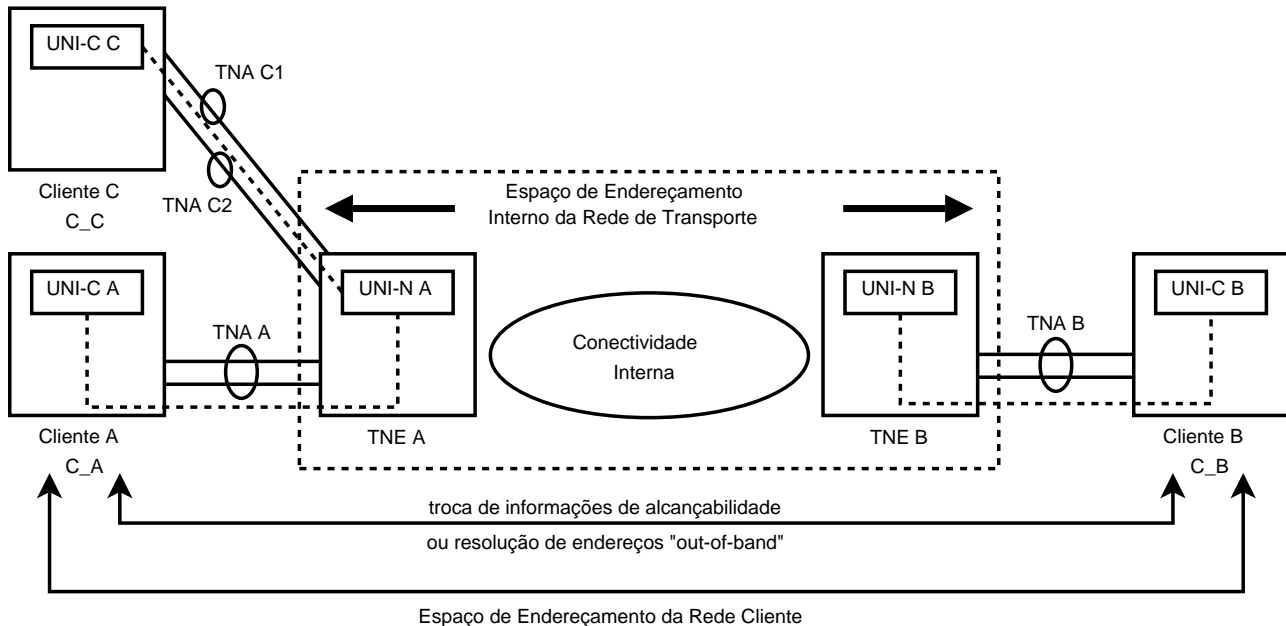 UNI-C C
TNA C1
TNA C2
Cliente C
C_C
Espaço de Endereçamento
Interno da Rede de Transporte
UNI-C A
TNA A
UNI-N A
Conectividade
Interna
UNI-N B
TNA B
UNI-C B
Cliente A
C_A
TNE A
TNE B
Cliente B
C_B
troca de informações de alcançabilidade
ou resolução de endereços "out-of-band"
Espaço de Endereçamento da Rede Cliente